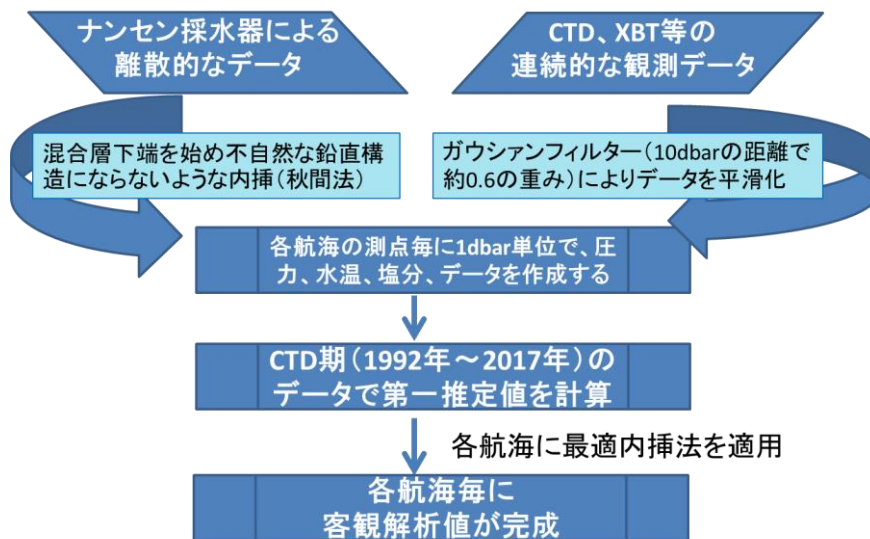 ナンセン採水器による
離散的なデータ
CTD、XBT等の
連続的な観測データ
混合層下端を始め不自然な鉛直構
造にならないような内挿（秋間法）
ガウシァンフィルター（10dbarの距離で
約0.6の重み）によりデータを平滑化
各航海の測点毎に1dbar単位で、圧
力、水温、塩分、データを作成する
CTD期（1992年～2017年）の
データで第一推定値を計算
各航海に最適内挿法を適用
各航海毎に
客観解析値が完成